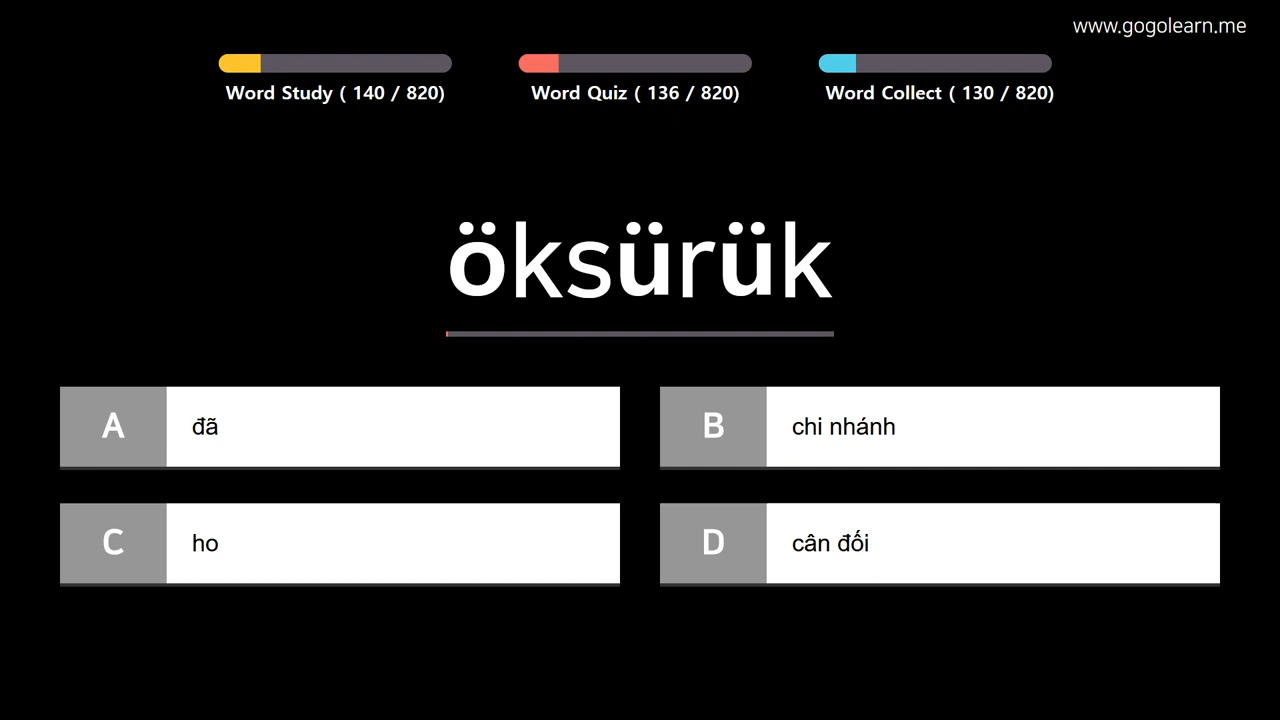 www.gogolearn.me
Word Study ( 140 / 820)
Word Quiz ( 136 / 820)
Word Collect ( 130 / 820)
öksürük
A đã
B chi nhánh
C ho
D cân đối